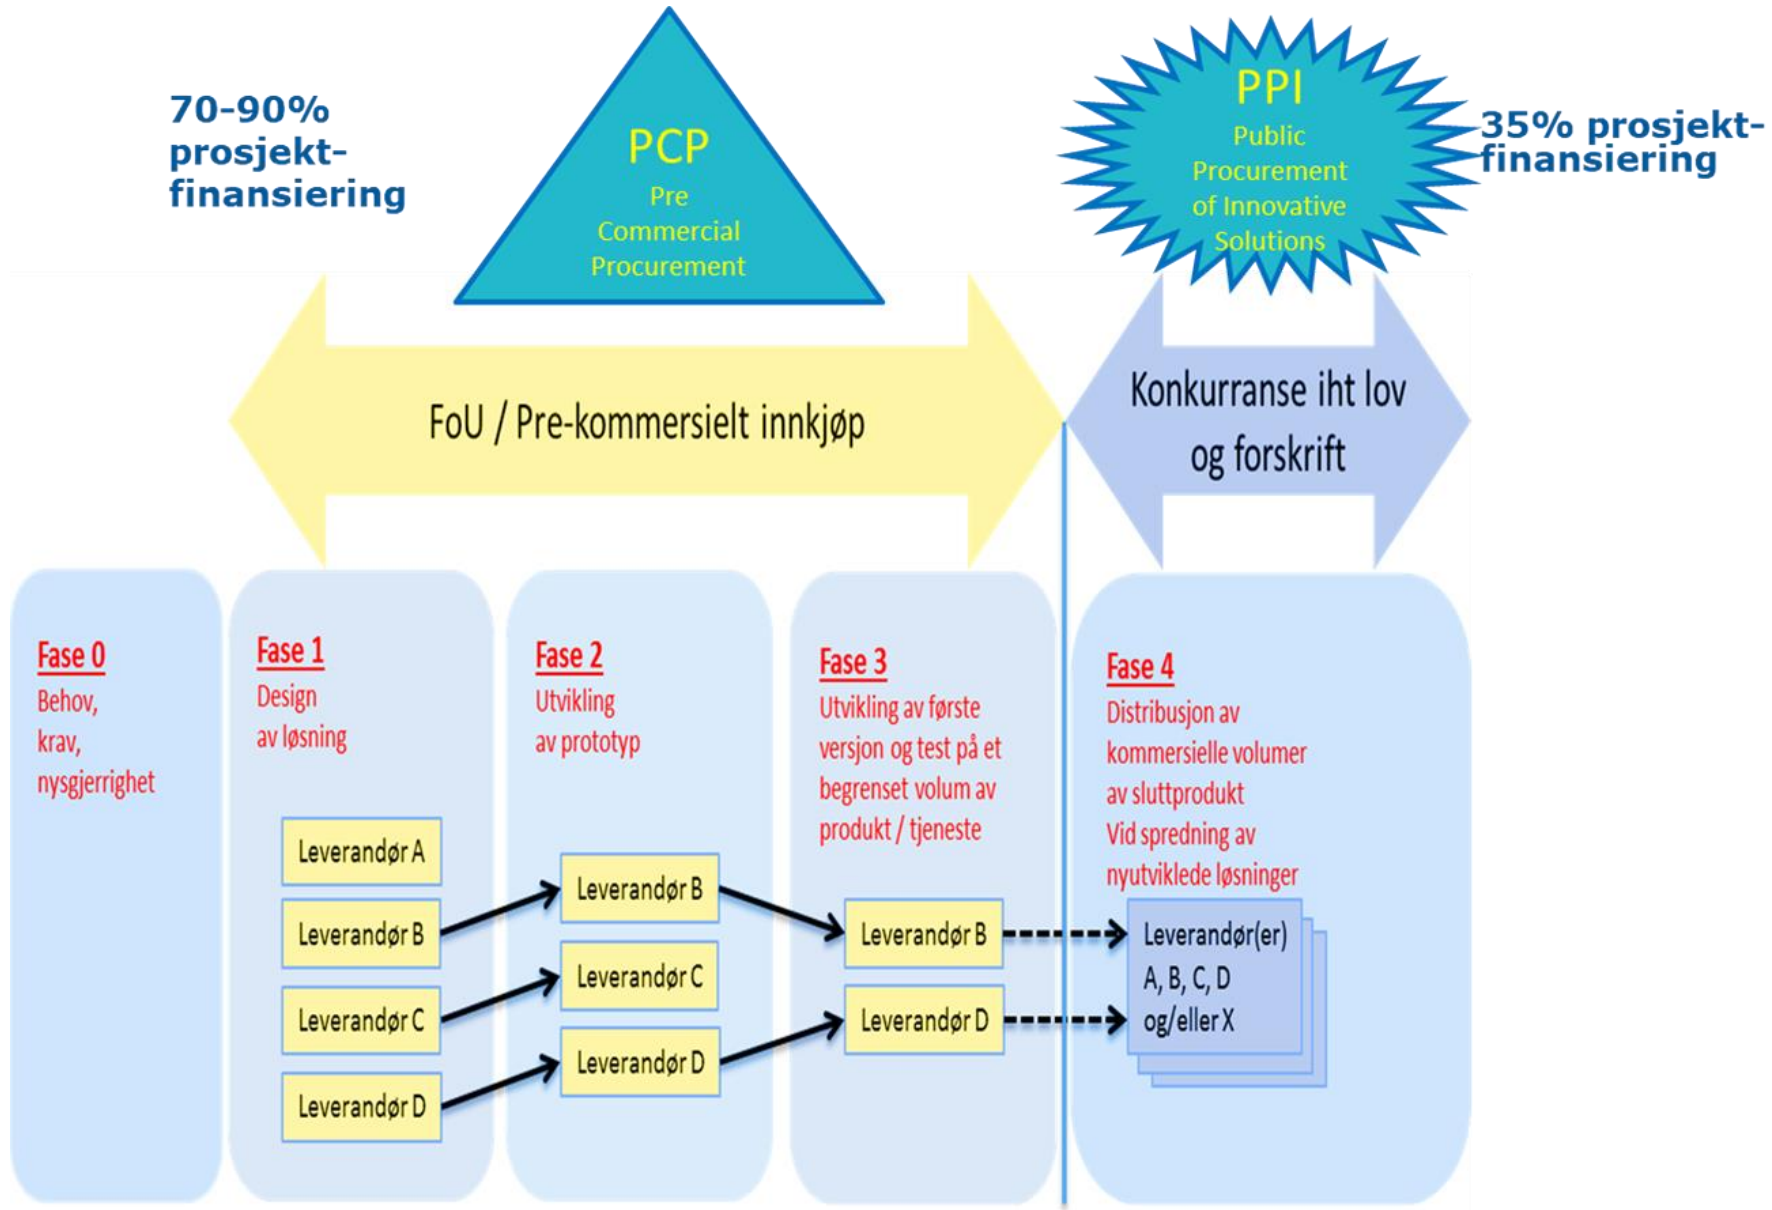 70-90%
prosjekt-
finansiering
PCP
Pre
Commercial
Procurement
PPI
Public
Procurement
of Innovative
Solutions
35% prosjekt-
finansiering
FoU / Pre-kommersielt innkjøp
Konkurranse iht lov
og forskrift
Fase 0
Behov,
krav,
nysgjerrighet
Fase 1
Design
av løsning
Leverandør A
Leverandør B
Leverandør C
Leverandør D
Fase 2
Utvikling
av prototyp
Leverandør B
Leverandør C
Leverandør D
Fase 3
Utvikling av første
versjon og test på et
begrenset volum av
produkt / tjeneste
Leverandør B
Leverandør D
Fase 4
Distribusjon av
kommersielle volumer
av sluttprodukt
Vid spredning av
nyutviklede løsninger
Leverandør(er)
A, B, C, D
og/eller X